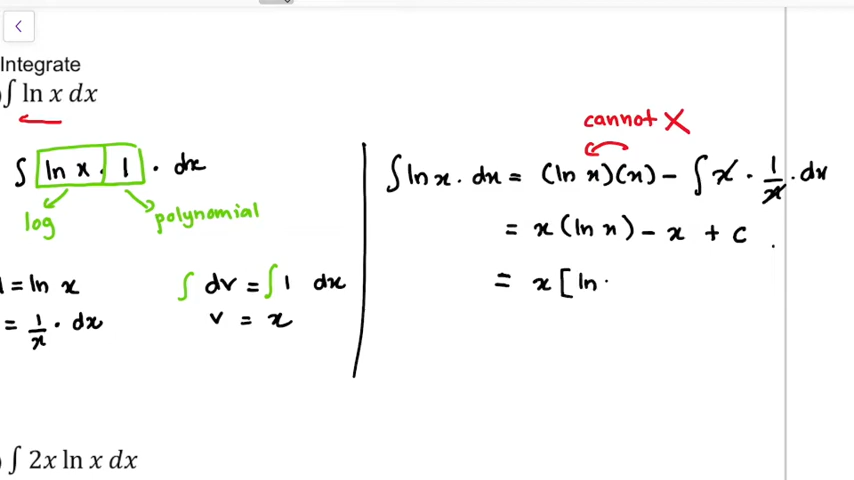 Integrate
∫ ln x dx
∫ ln x · 1 · dx
log
polynomial
= ln x
∫ dv = ∫ 1 dx
= 1/x · dx
v = x
cannot X
∫ ln x · dx = (ln x)(x) - ∫ x · 1/x · dx
= x (ln x) - x + c
= x [ ln ·
∫ 2x ln x dx